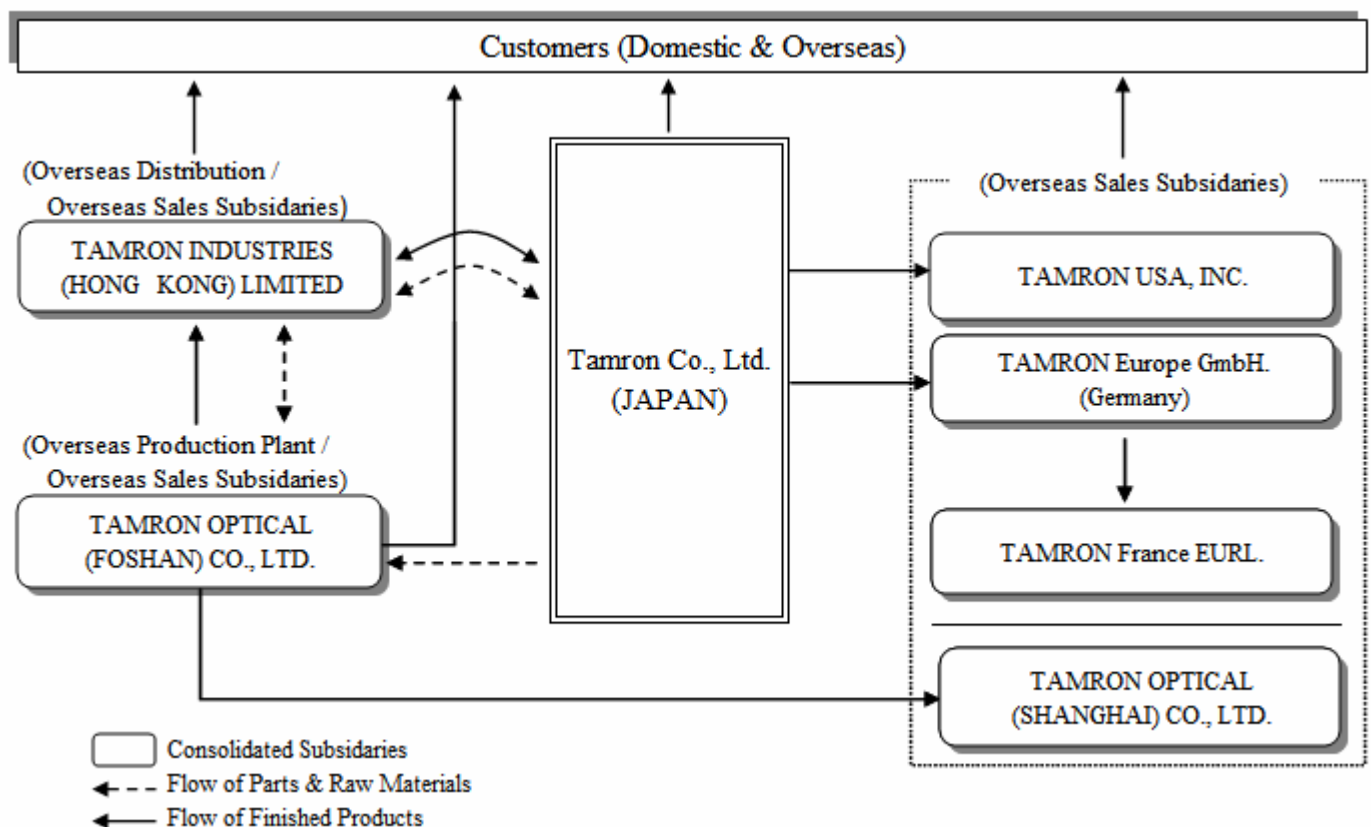 Customers (Domestic & Overseas)
(Overseas Distribution /
Overseas Sales Subsidaries)
TAMRON INDUSTRIES
(HONG KONG) LIMITED
(Overseas Production Plant /
Overseas Sales Subsidaries)
TAMRON OPTICAL
(FOSHAN) CO., LTD.
Tamron Co., Ltd.
(JAPAN)
(Overseas Sales Subsidaries)
TAMRON USA, INC.
TAMRON Europe GmbH.
(Germany)
TAMRON France EURL.
TAMRON OPTICAL
(SHANGHAI) CO., LTD.
Consolidated Subsidaries
Flow of Parts & Raw Materials
Flow of Finished Products